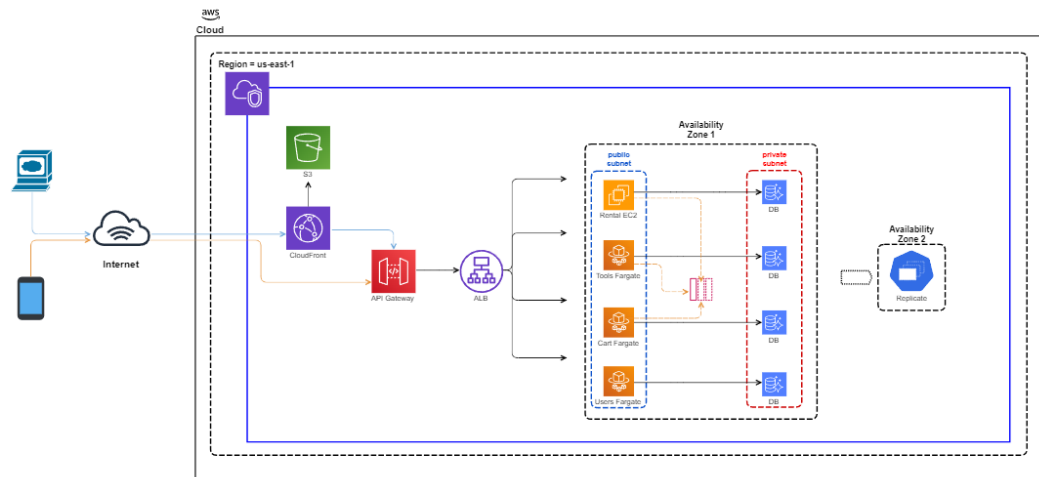 aws
Cloud
Region = us-east-1
Availability
Zone 1
public
subnet
private
subnet
S3
Rental EC2
DB
Availability
Zone 2
CloudFront
Internet
Tools Fargate
DB
API Gateway
ALB
Replicate
Cart Fargate
DB
Users Fargate
DB